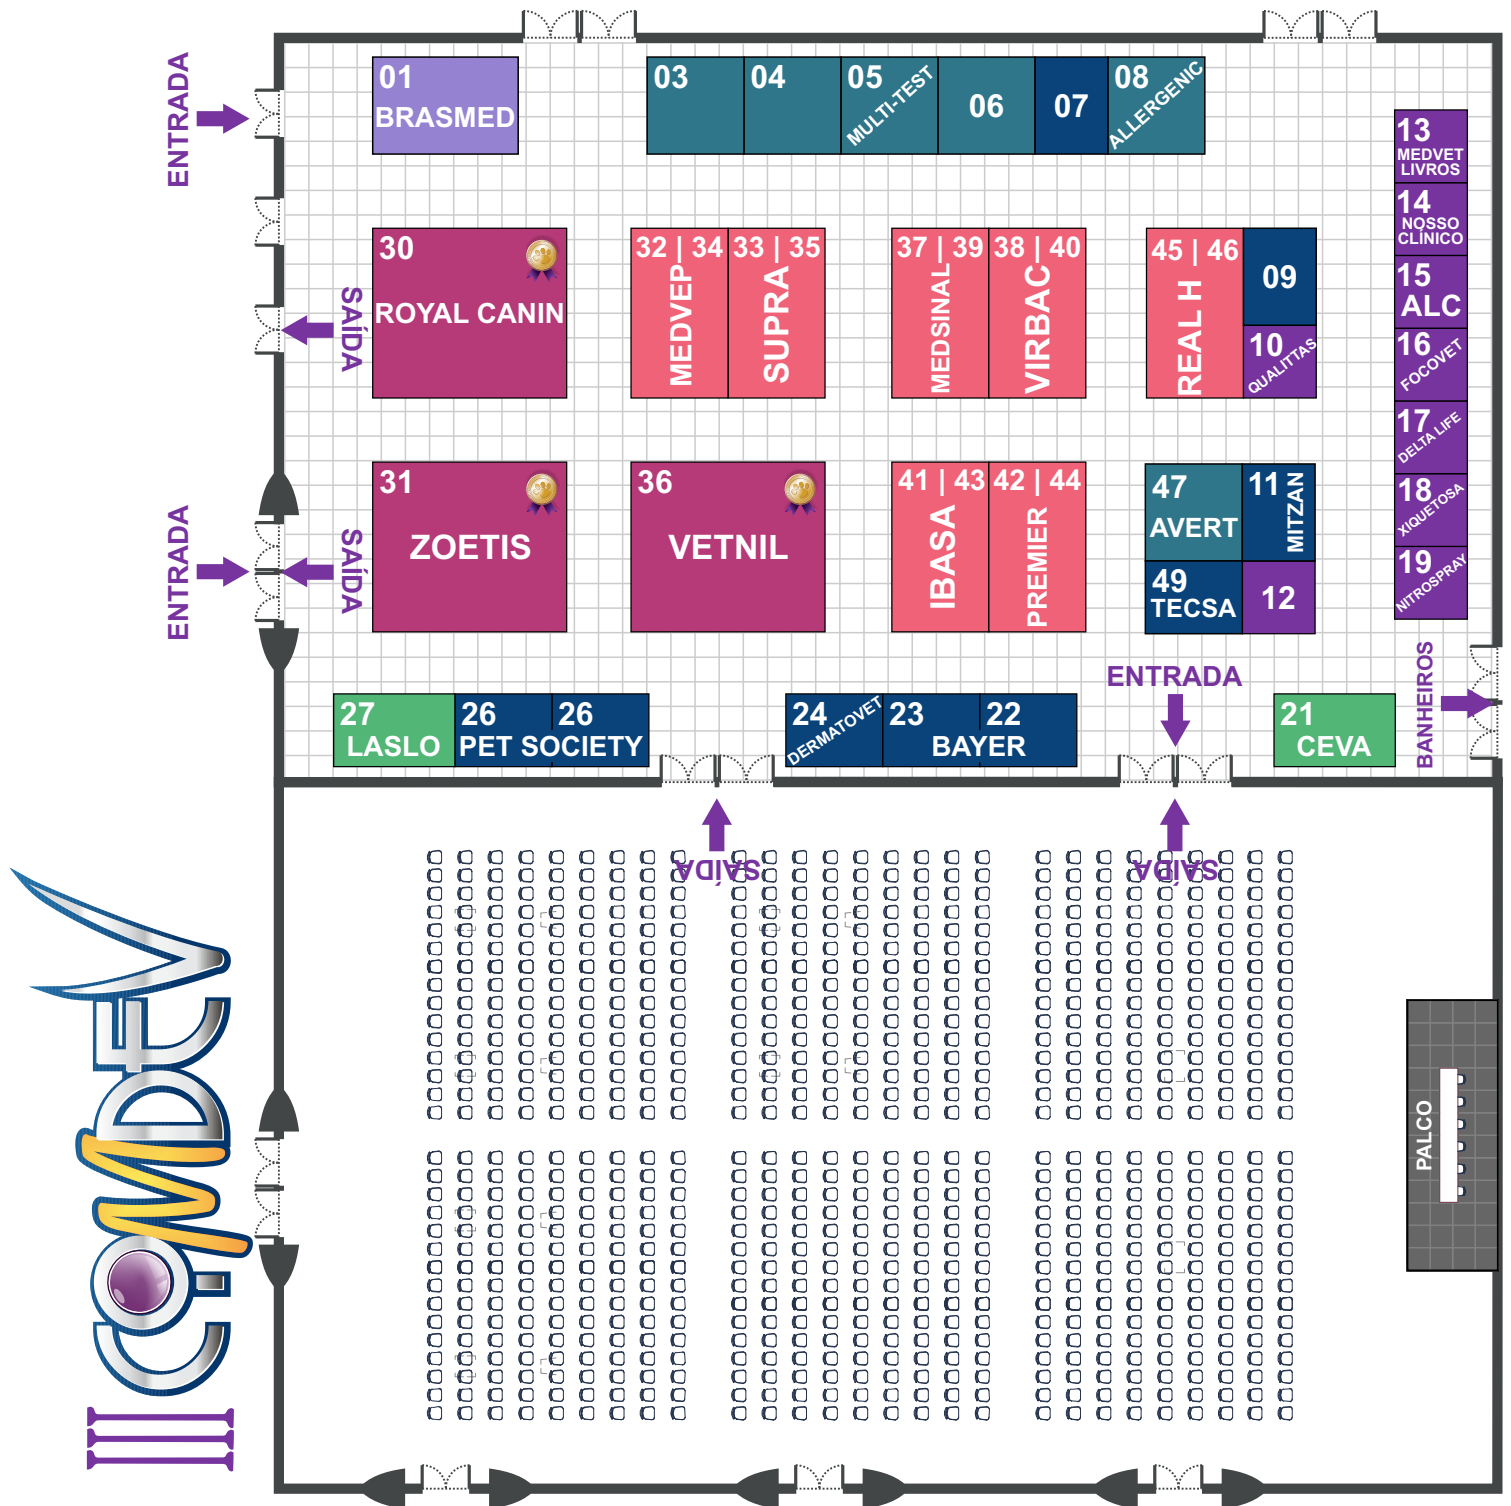 ENTRADA
01
BRASMED
03
04
05
MULTI-TEST
06
07
08
ALLERGENIC
13
MEDVET
LIVROS
14
NOSSO
CLÍNICO
15
ALC
16
FOCOVET
17
DELTA LIFE
18
XIQUETOSA
19
NITROSPRAY
SAÍDA
30
ROYAL CANIN
32 | 34
MEDVEP
33 | 35
SUPRA
37 | 39
MEDSINAL
38 | 40
VIRBAC
45 | 46
REAL H
09
10
QUALITTAS
ENTRADA
SAÍDA
31
ZOETIS
36
VETNIL
41 | 43
IBASA
42 | 44
PREMIER
47
AVERT
11
MITZAN
49
TECSA
12
27
LASLO
26
26
PET SOCIETY
24
DERMATOVET
23
22
BAYER
ENTRADA
21
CEVA
BANHEIROS
SAÍDA
SAÍDA
PALCO
III COMDEV